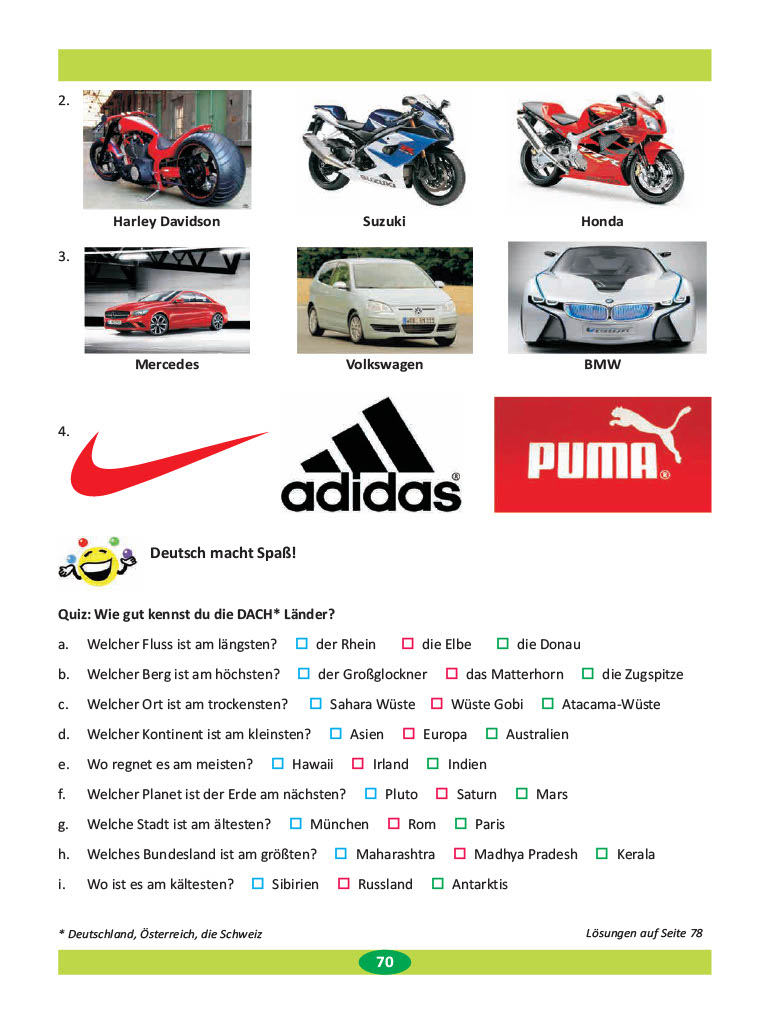 2.
Harley Davidson Suzuki Honda
SUZUKI
3.
Mercedes Volkswagen BMW
4.
adidas®
PUMA®
Deutsch macht Spaß!
Quiz: Wie gut kennst du die DACH* Länder?
a. Welcher Fluss ist am längsten? der Rhein die Elbe die Donau
b. Welcher Berg ist am höchsten? der Großglockner das Matterhorn die Zugspitze
c. Welcher Ort ist am trockensten? Sahara Wüste Wüste Gobi Atacama-Wüste
d. Welcher Kontinent ist am kleinsten? Asien Europa Australien
e. Wo regnet es am meisten? Hawaii Irland Indien
f. Welcher Planet ist der Erde am nächsten? Pluto Saturn Mars
g. Welche Stadt ist am ältesten? München Rom Paris
h. Welches Bundesland ist am größten? Maharashtra Madhya Pradesh Kerala
i. Wo ist es am kältesten? Sibirien Russland Antarktis
* Deutschland, Österreich, die Schweiz Lösungen auf Seite 78
70